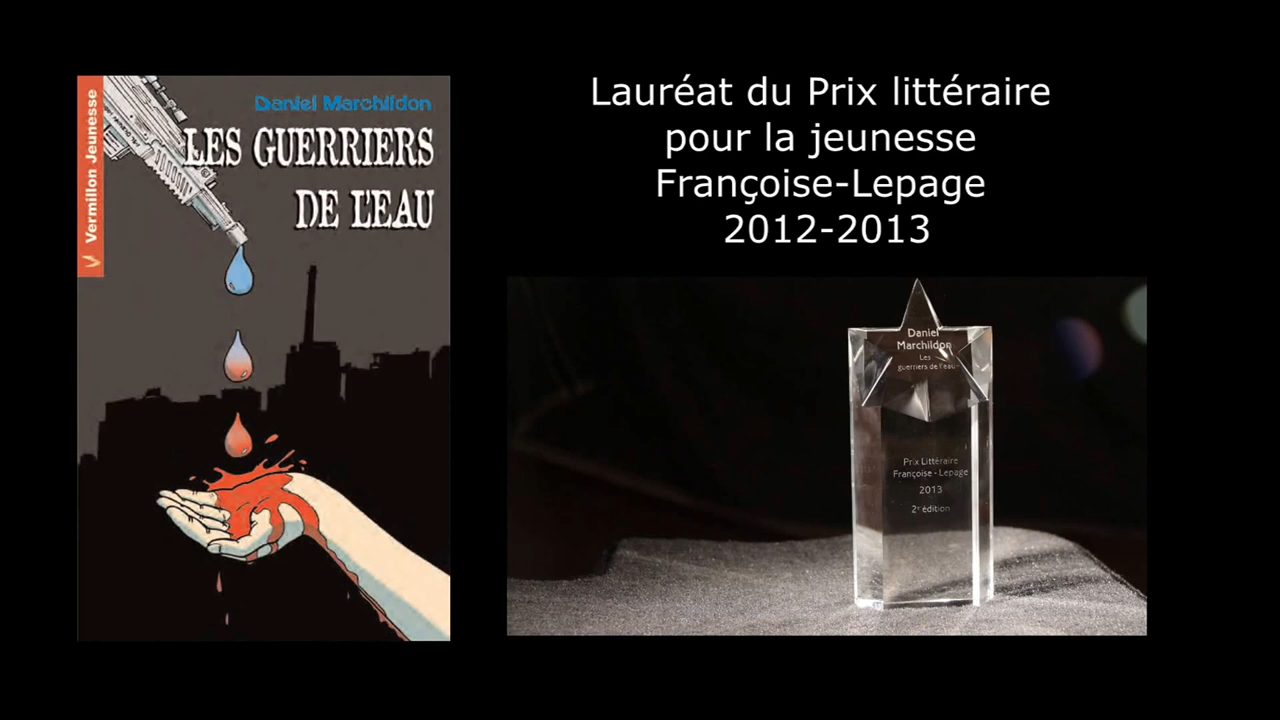 Vermillon Jeunesse
Daniel Marchildon
LES GUERRIERS
DE L'EAU
Lauréat du Prix littéraire
pour la jeunesse
Françoise-Lepage
2012-2013
Daniel
Marchildon
Les
guerriers de l'eau
Prix Littéraire
Françoise - Lepage
2013
2e édition